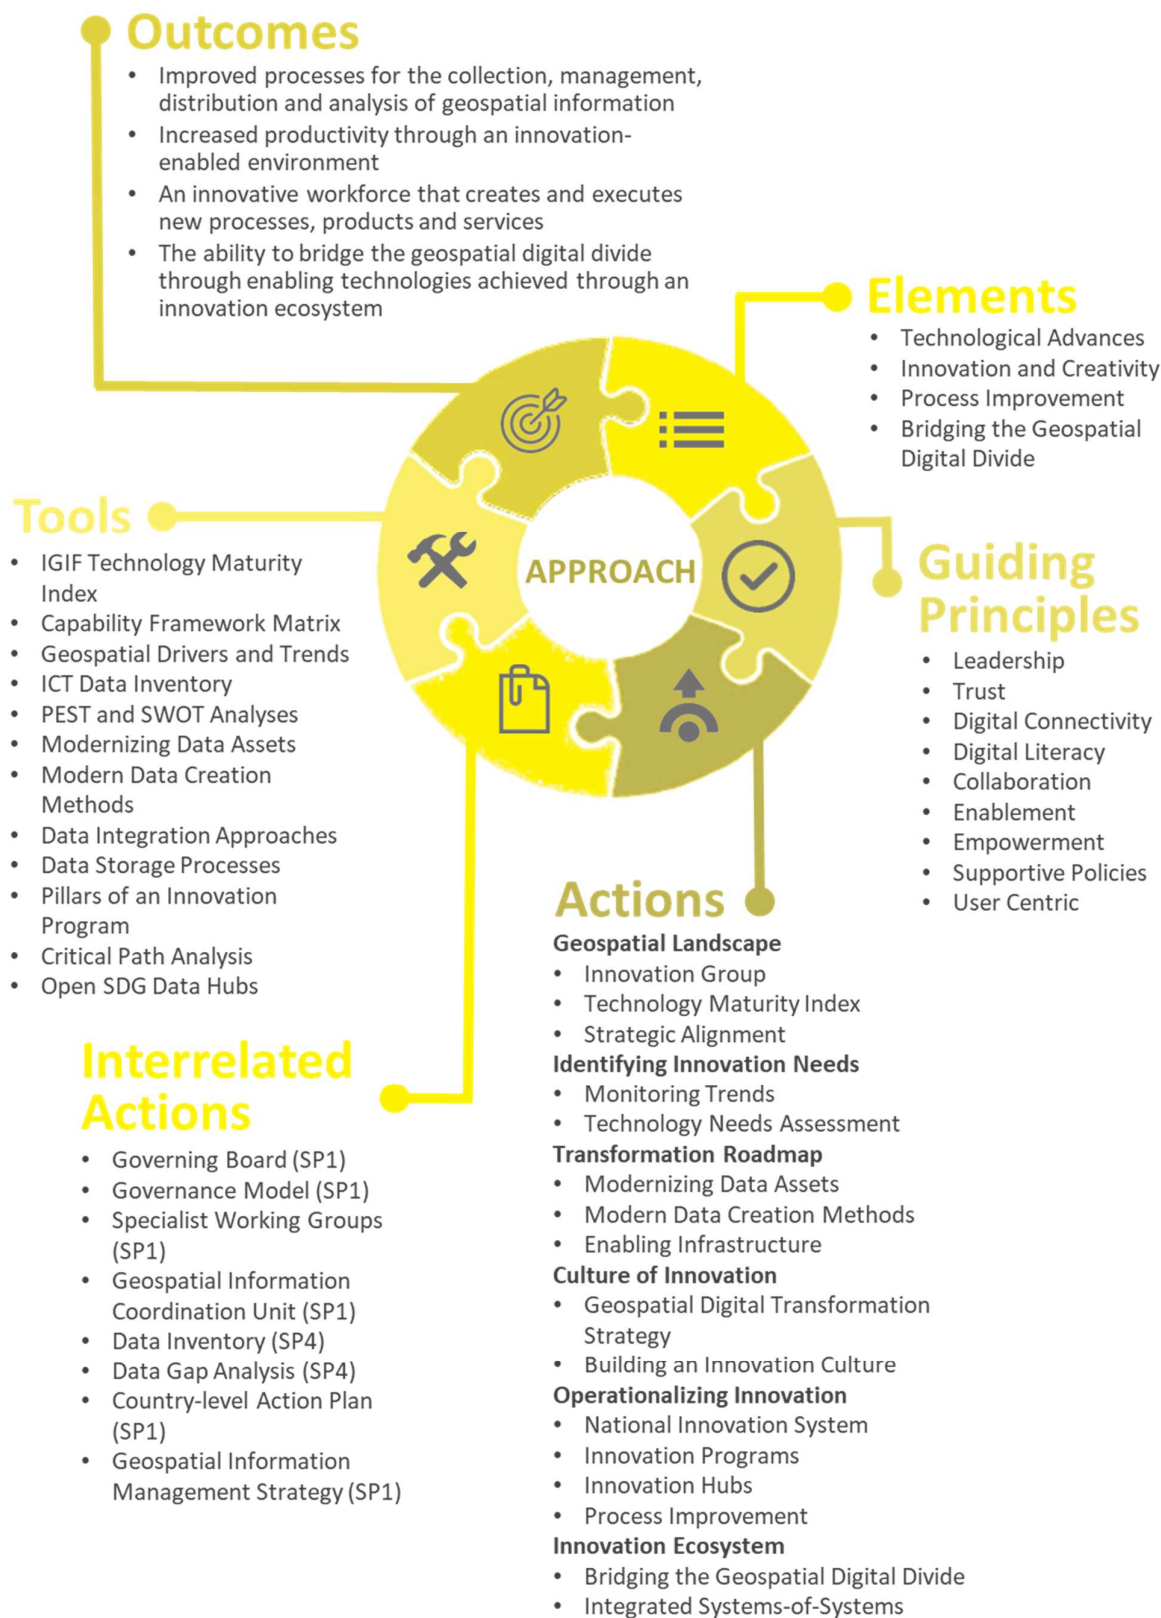 Outcomes
• Improved processes for the collection, management,
distribution and analysis of geospatial information
• Increased productivity through an innovation-
enabled environment
• An innovative workforce that creates and executes
new processes, products and services
• The ability to bridge the geospatial digital divide
through enabling technologies achieved through an
innovation ecosystem
Elements
• Technological Advances
• Innovation and Creativity
• Process Improvement
• Bridging the Geospatial
Digital Divide
APPROACH
Guiding
Principles
• Leadership
• Trust
• Digital Connectivity
• Digital Literacy
• Collaboration
• Enablement
• Empowerment
• Supportive Policies
• User Centric
Tools
• IGIF Technology Maturity
Index
• Capability Framework Matrix
• Geospatial Drivers and Trends
• ICT Data Inventory
• PEST and SWOT Analyses
• Modernizing Data Assets
• Modern Data Creation
Methods
• Data Integration Approaches
• Data Storage Processes
• Pillars of an Innovation
Program
• Critical Path Analysis
• Open SDG Data Hubs
Actions
Geospatial Landscape
• Innovation Group
• Technology Maturity Index
• Strategic Alignment
Identifying Innovation Needs
• Monitoring Trends
• Technology Needs Assessment
Transformation Roadmap
• Modernizing Data Assets
• Modern Data Creation Methods
• Enabling Infrastructure
Culture of Innovation
• Geospatial Digital Transformation
Strategy
• Building an Innovation Culture
Operationalizing Innovation
• National Innovation System
• Innovation Programs
• Innovation Hubs
• Process Improvement
Innovation Ecosystem
• Bridging the Geospatial Digital Divide
• Integrated Systems-of-Systems
Interrelated
Actions
• Governing Board (SP1)
• Governance Model (SP1)
• Specialist Working Groups
(SP1)
• Geospatial Information
Coordination Unit (SP1)
• Data Inventory (SP4)
• Data Gap Analysis (SP4)
• Country-level Action Plan
(SP1)
• Geospatial Information
Management Strategy (SP1)